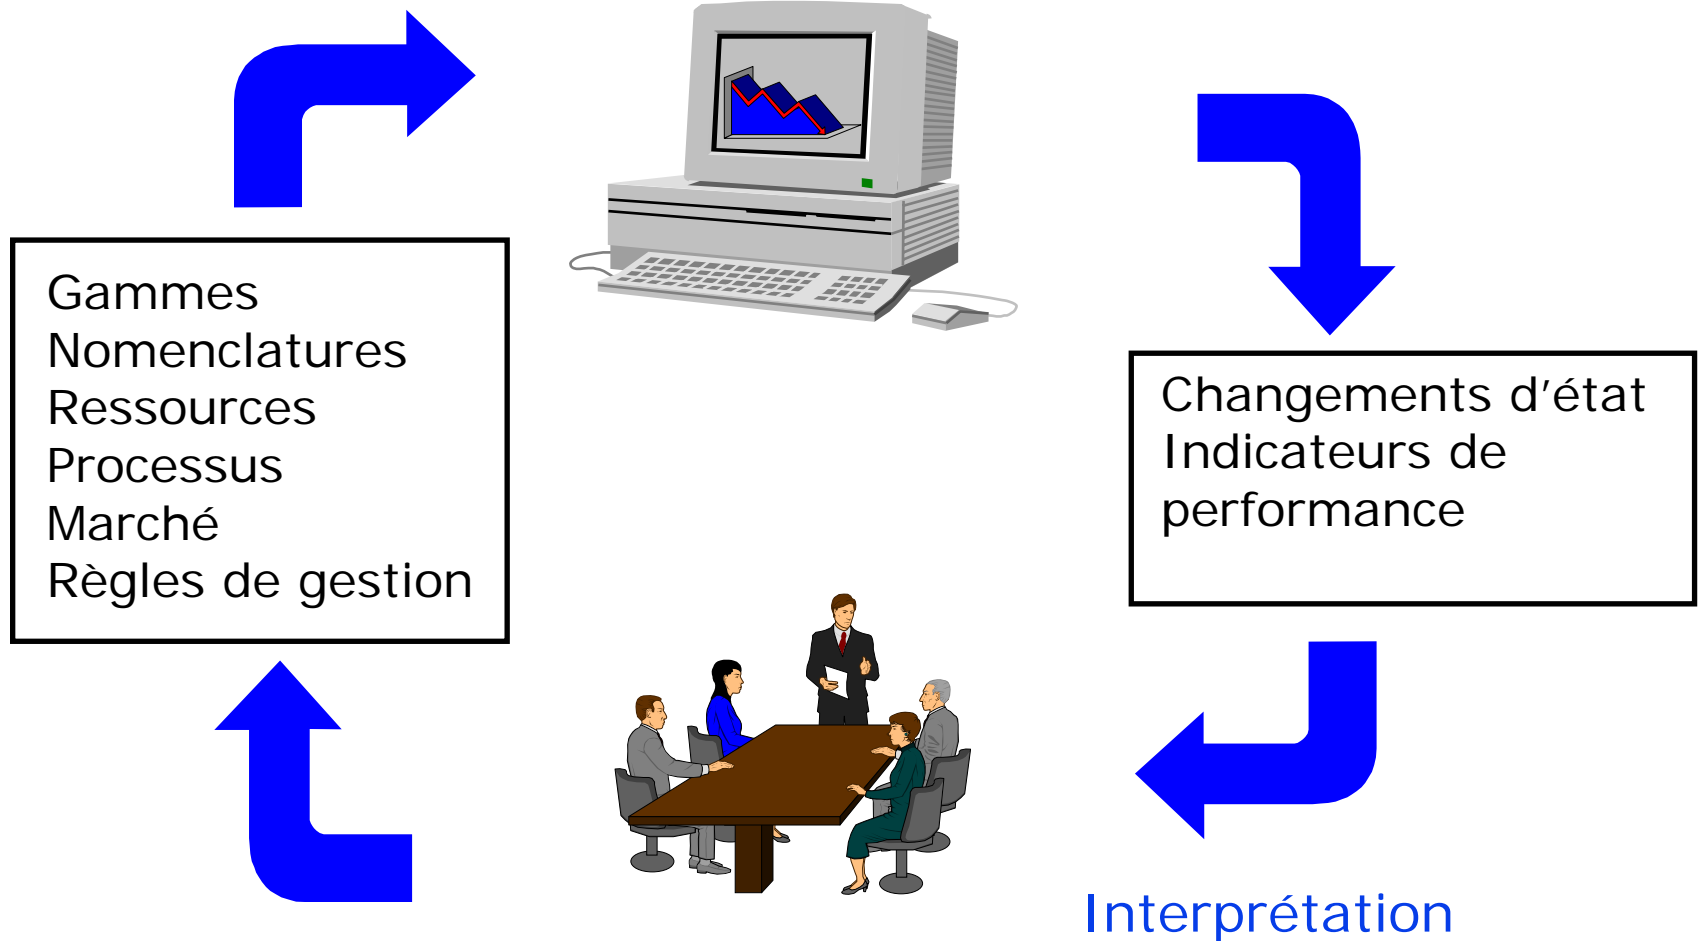 Gammes
Nomenclatures
Ressources
Processus
Marché
Règles de gestion
Changements d'état
Indicateurs de
performance
Interprétation